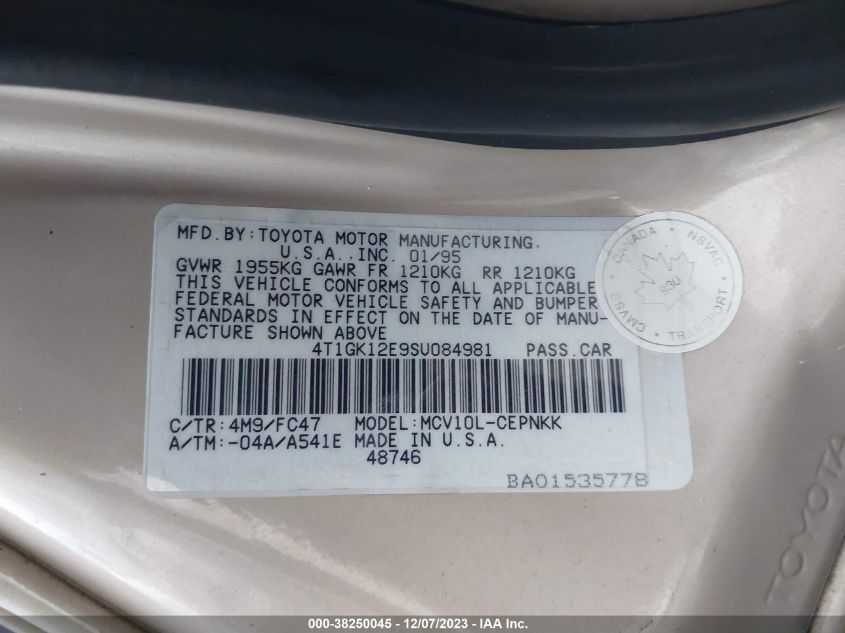 MFD. BY: TOYOTA MOTOR MANUFACTURING.
U.S.A., INC. 01/95
GVWR 1955KG GAWR FR 1210KG RR 1210KG
THIS VEHICLE CONFORMS TO ALL APPLICABLE
FEDERAL MOTOR VEHICLE SAFETY AND BUMPER
STANDARDS IN EFFECT ON THE DATE OF MANU-
FACTURE SHOWN ABOVE
4T1GK12E9SU084981 PASS.CAR
C/TR:4M9/FC47 MODEL:MCV10L-CEPNKK
A/TM:-04A/A541E MADE IN U.S.A.
48746
BA01535778
CANADA • NSVAC
930
CMVSS • TRANSPORT
TOYOTA
000-38250045 - 12/07/2023 - IAA Inc.